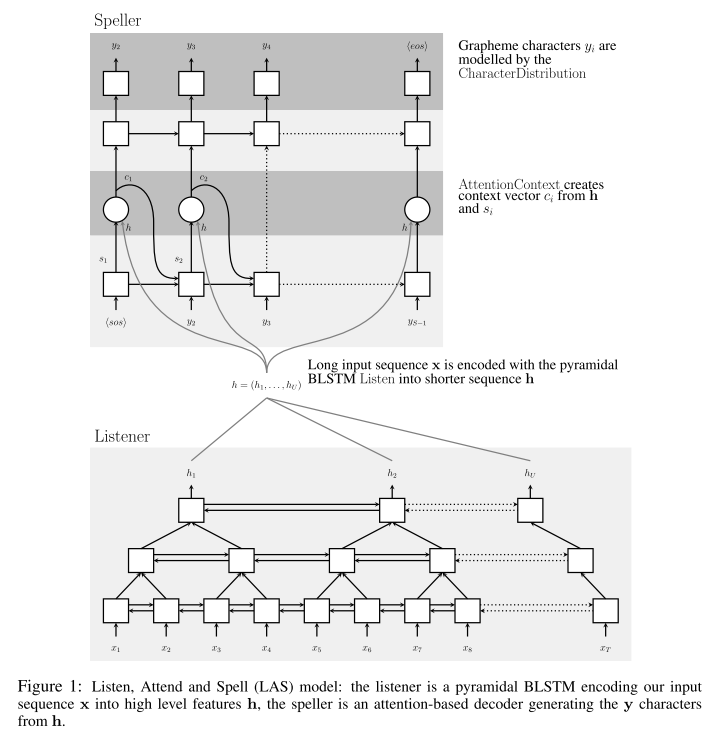 Speller
y₂ y₃ y₄ ⟨eos⟩
Grapheme characters yᵢ are
modelled by the
CharacterDistribution
c₁ c₂
AttentionContext creates
context vector cᵢ from h
and sᵢ
h h h
s₁ s₂
⟨sos⟩ y₂ y₃ y_{S−1}
Long input sequence x is encoded with the pyramidal
BLSTM Listen into shorter sequence h
h = (h₁, . . . , h_U)
Listener
h₁ h₂ h_U
x₁ x₂ x₃ x₄ x₅ x₆ x₇ x₈ x_T
Figure 1: Listen, Attend and Spell (LAS) model: the listener is a pyramidal BLSTM encoding our input
sequence x into high level features h, the speller is an attention-based decoder generating the y characters
from h.